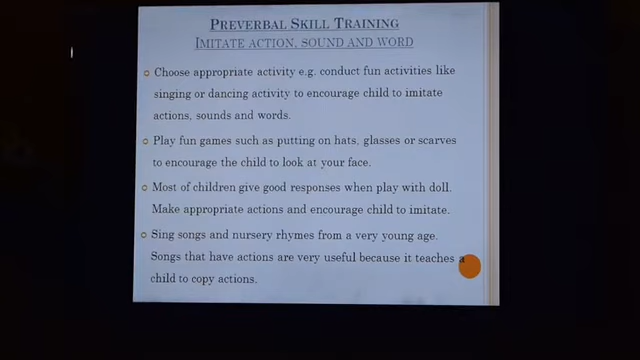 PREVERBAL SKILL TRAINING
IMITATE ACTION, SOUND AND WORD
Choose appropriate activity e.g. conduct fun activities like
singing or dancing activity to encourage child to imitate
actions, sounds and words.
Play fun games such as putting on hats, glasses or scarves
to encourage the child to look at your face.
Most of children give good responses when play with doll.
Make appropriate actions and encourage child to imitate.
Sing songs and nursery rhymes from a very young age.
Songs that have actions are very useful because it teaches a
child to copy actions.